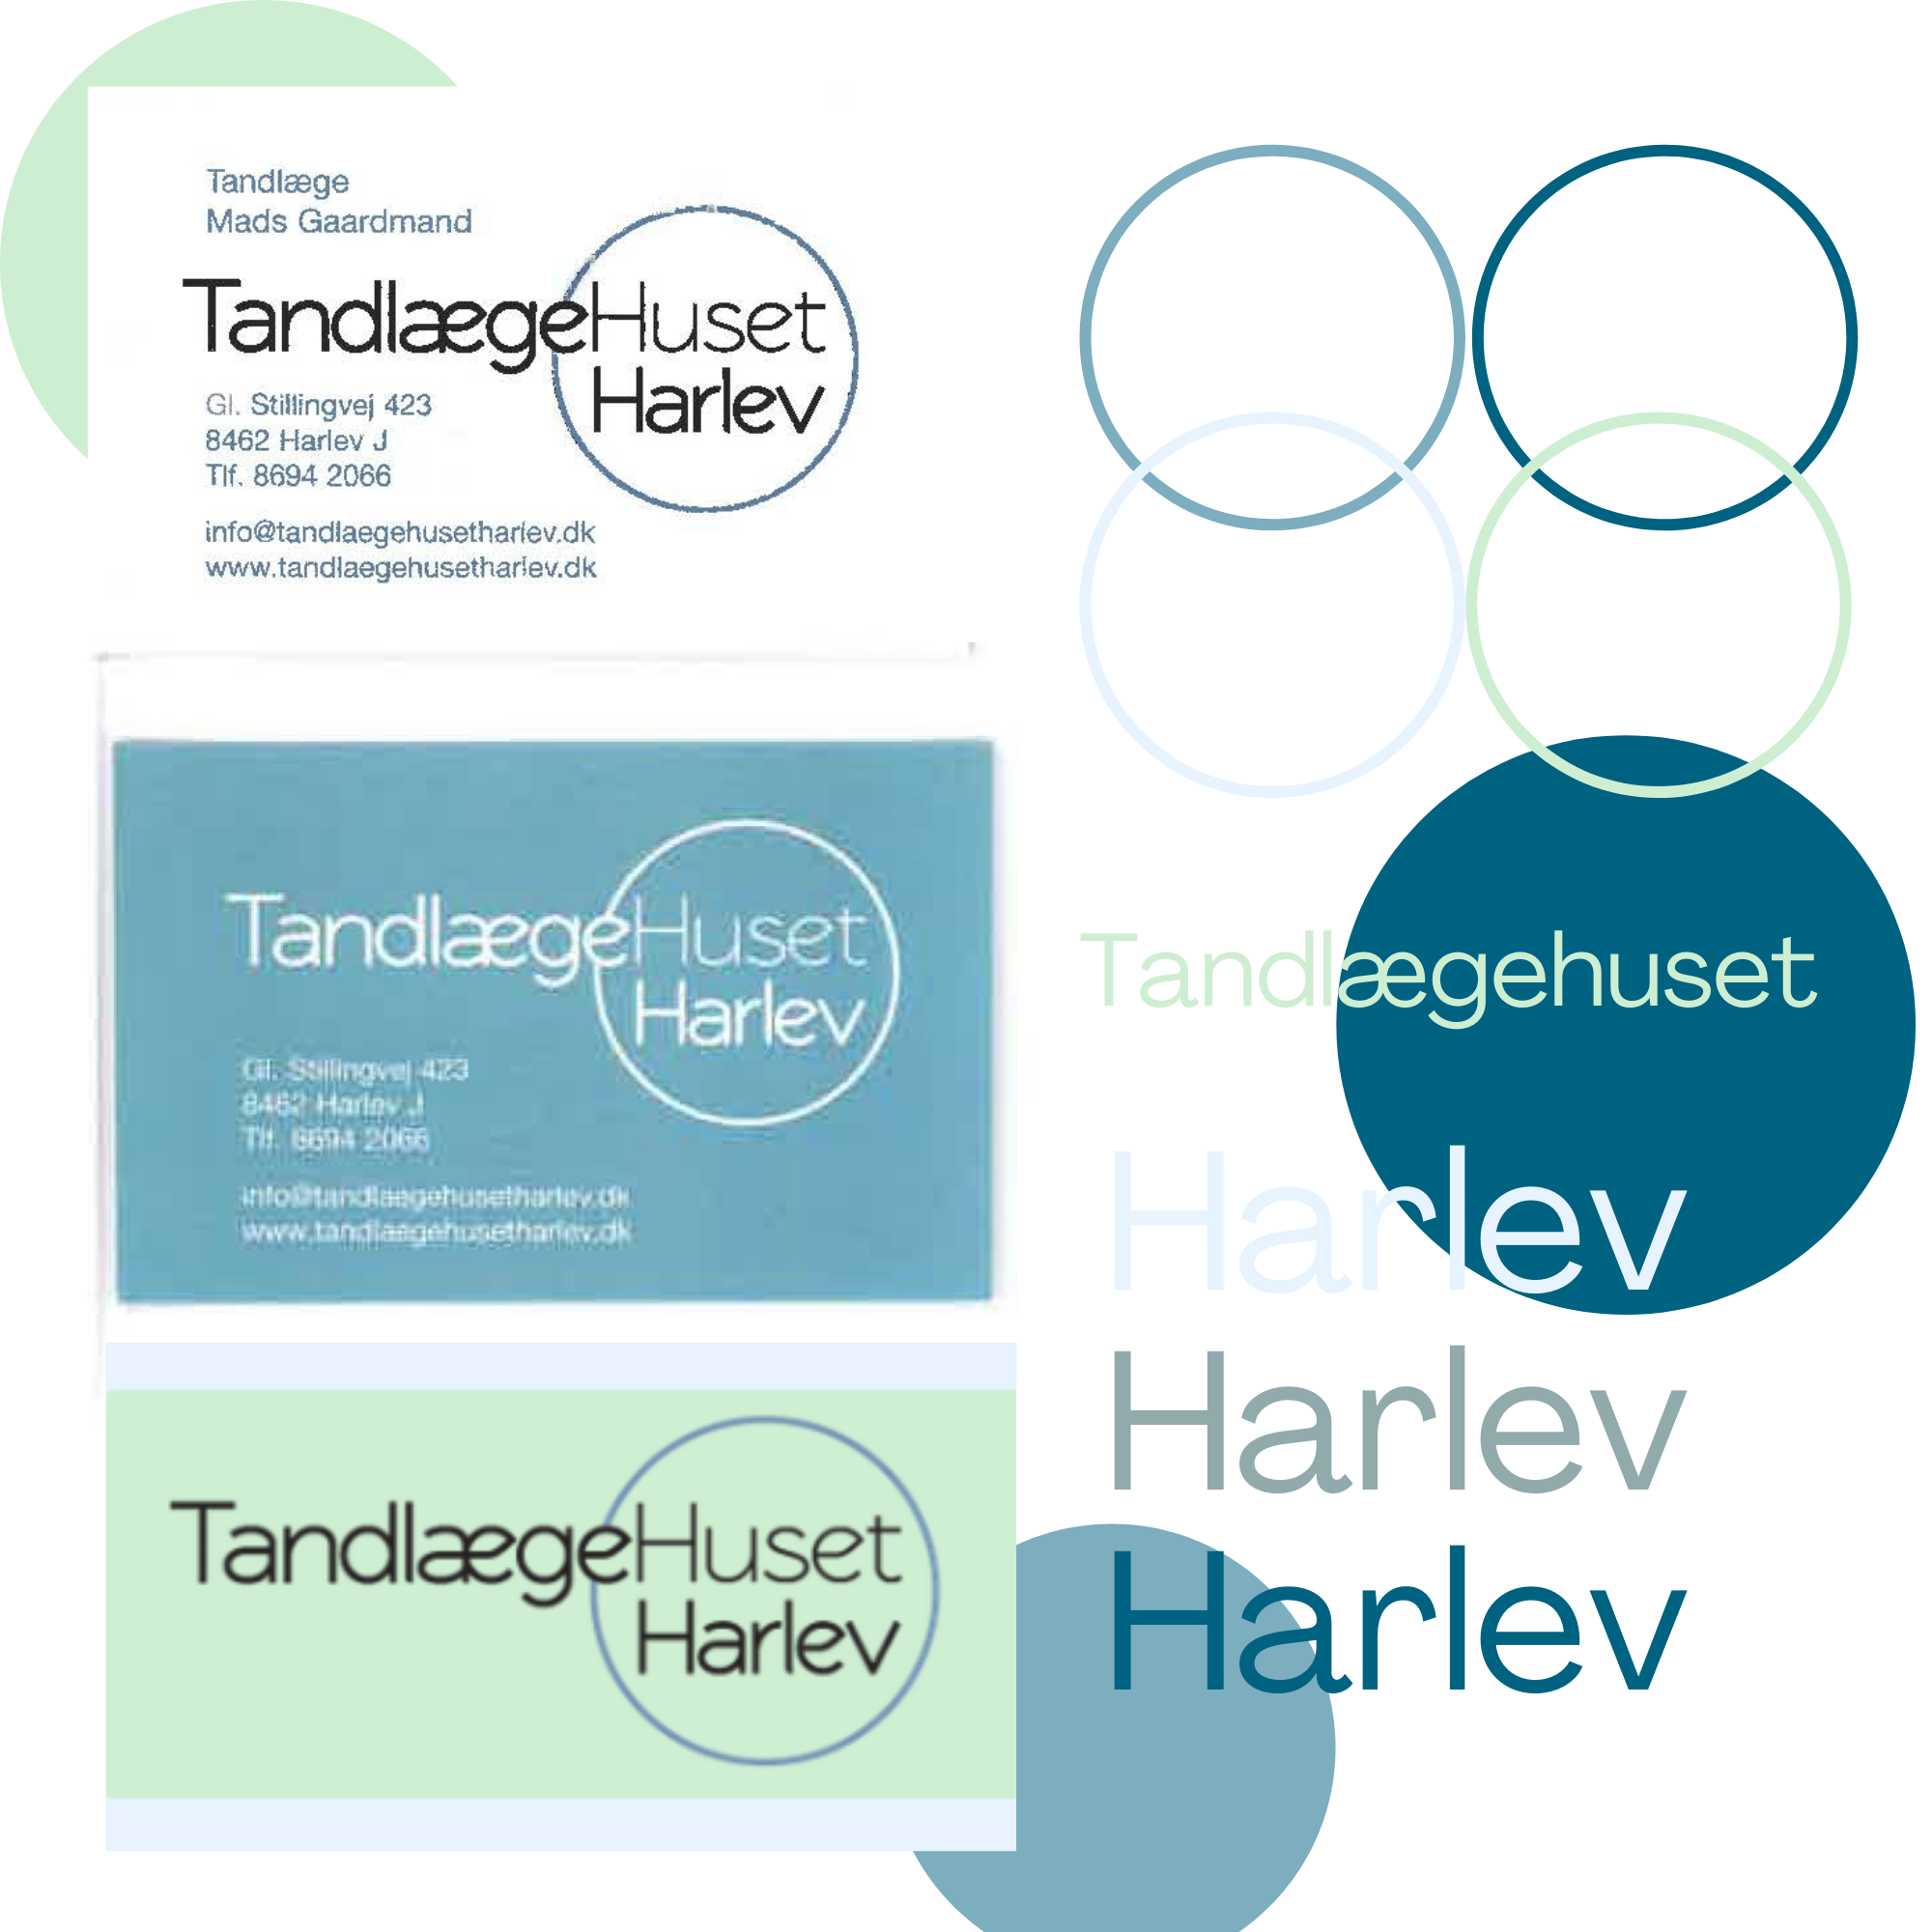 Tandlæge
Mads Gaardmand
TandlægeHuset
Harlev
Gl. Stillingvej 423
8462 Harlev J
Tlf. 8694 2066
info@tandlaegehusetharlev.dk
www.tandlaegehusetharlev.dk
TandlægeHuset
Harlev
Gl. Stillingvej 423
8462 Harlev J
Tlf. 8694 2066
info@tandlaegehusetharlev.dk
www.tandlaegehusetharlev.dk
TandlægeHuset
Harlev
Tandlægehuset
Harlev
Harlev
Harlev